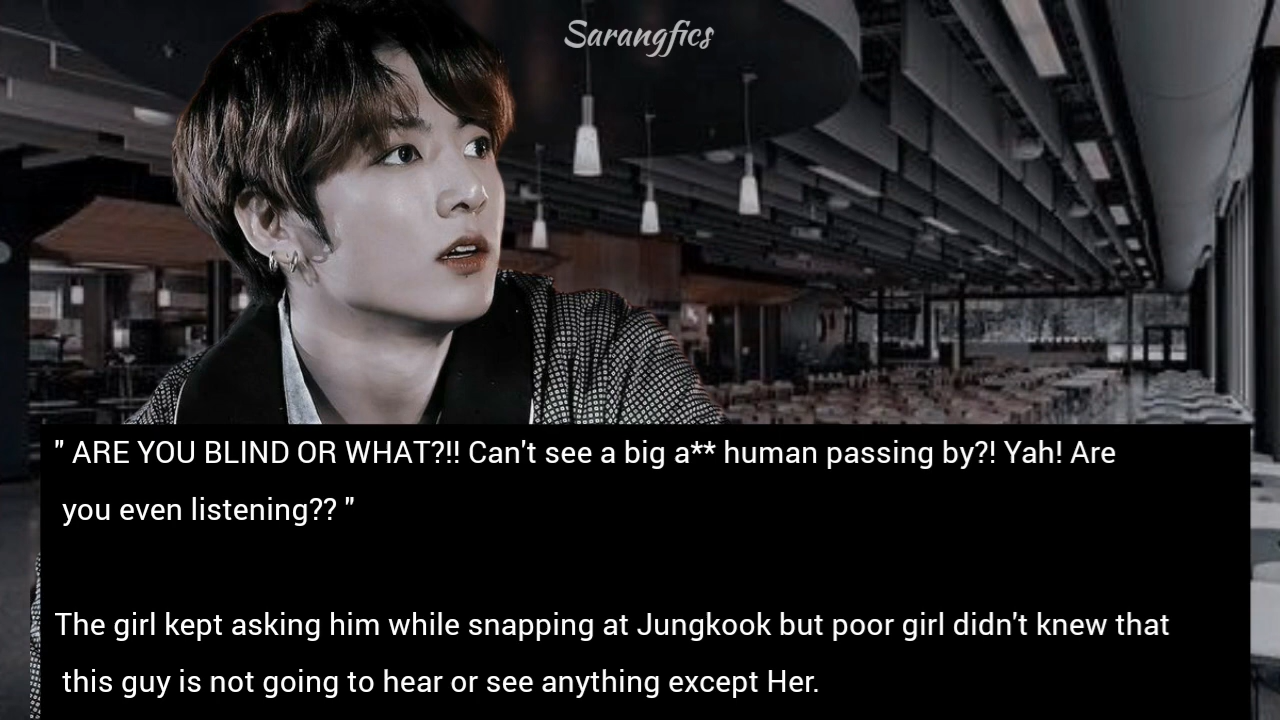 Sarangfics
" ARE YOU BLIND OR WHAT?!! Can't see a big a** human passing by?! Yah! Are
you even listening?? "
The girl kept asking him while snapping at Jungkook but poor girl didn't knew that
this guy is not going to hear or see anything except Her.